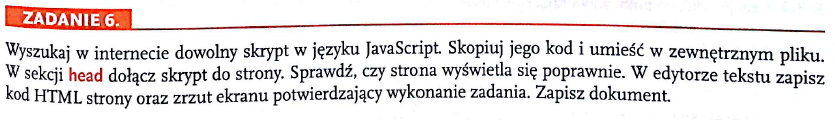 ZADANIE 6.
Wyszukaj w internecie dowolny skrypt w języku JavaScript. Skopiuj jego kod i umieść w zewnętrznym pliku.
W sekcji head dołącz skrypt do strony. Sprawdź, czy strona wyświetla się poprawnie. W edytorze tekstu zapisz
kod HTML strony oraz zrzut ekranu potwierdzający wykonanie zadania. Zapisz dokument.